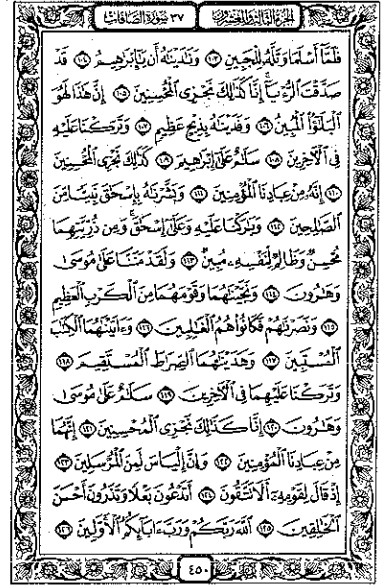 الجزء الثالث والعشرون
٣٧ سورة الصافات
فَلَمَّآ أَسْلَمَا وَتَلَّهُۥ لِلْجَبِينِ ١٠٣ وَنَٰدَيْنَٰهُ أَن يَٰٓإِبْرَٰهِيمُ ١٠٤ قَدْ
صَدَّقْتَ ٱلرُّءْيَآ إِنَّا كَذَٰلِكَ نَجْزِى ٱلْمُحْسِنِينَ ١٠٥ إِنَّ هَٰذَا لَهُوَ
ٱلْبَلَٰٓؤُا۟ ٱلْمُبِينُ ١٠٦ وَفَدَيْنَٰهُ بِذِبْحٍ عَظِيمٍ ١٠٧ وَتَرَكْنَا عَلَيْهِ
فِى ٱلْءَاخِرِينَ ١٠٨ سَلَٰمٌ عَلَىٰٓ إِبْرَٰهِيمَ ١٠٩ كَذَٰلِكَ نَجْزِى ٱلْمُحْسِنِينَ
١١٠ إِنَّهُۥ مِنْ عِبَادِنَا ٱلْمُؤْمِنِينَ ١١١ وَبَشَّرْنَٰهُ بِإِسْحَٰقَ نَبِيًّا مِّنَ
ٱلصَّٰلِحِينَ ١١٢ وَبَٰرَكْنَا عَلَيْهِ وَعَلَىٰٓ إِسْحَٰقَ وَمِن ذُرِّيَّتِهِمَا
مُحْسِنٌ وَظَالِمٌ لِّنَفْسِهِۦ مُبِينٌ ١١٣ وَلَقَدْ مَنَنَّا عَلَىٰ مُوسَىٰ
وَهَٰرُونَ ١١٤ وَنَجَّيْنَٰهُمَا وَقَوْمَهُمَا مِنَ ٱلْكَرْبِ ٱلْعَظِيمِ
١١٥ وَنَصَرْنَٰهُمْ فَكَانُوا۟ هُمُ ٱلْغَٰلِبِينَ ١١٦ وَءَاتَيْنَٰهُمَا ٱلْكِتَٰبَ
ٱلْمُسْتَبِينَ ١١٧ وَهَدَيْنَٰهُمَا ٱلصِّرَٰطَ ٱلْمُسْتَقِيمَ ١١٨
وَتَرَكْنَا عَلَيْهِمَا فِى ٱلْءَاخِرِينَ ١١٩ سَلَٰمٌ عَلَىٰ مُوسَىٰ
وَهَٰرُونَ ١٢٠ إِنَّا كَذَٰلِكَ نَجْزِى ٱلْمُحْسِنِينَ ١٢١ إِنَّهُمَا
مِنْ عِبَادِنَا ٱلْمُؤْمِنِينَ ١٢٢ وَإِنَّ إِلْيَاسَ لَمِنَ ٱلْمُرْسَلِينَ ١٢٣
إِذْ قَالَ لِقَوْمِهِۦٓ أَلَا تَتَّقُونَ ١٢٤ أَتَدْعُونَ بَعْلًا وَتَذَرُونَ أَحْسَنَ
ٱلْخَٰلِقِينَ ١٢٥ ٱللَّهَ رَبَّكُمْ وَرَبَّ ءَابَآئِكُمُ ٱلْأَوَّلِينَ ١٢٦
٤٥٠